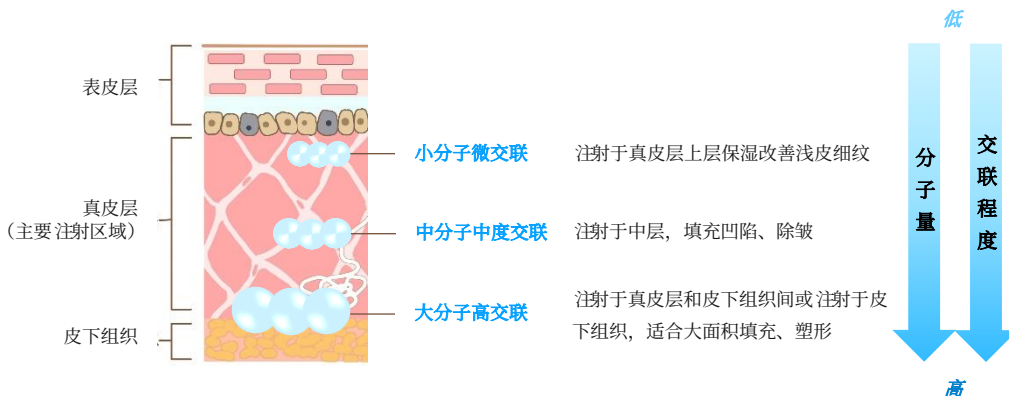 低
表皮层
小分子微交联
注射于真皮层上层保湿改善浅皮细纹
真皮层
（主要注射区域）
中分子中度交联
注射于中层，填充凹陷、除皱
大分子高交联
注射于真皮层和皮下组织间或注射于皮
下组织，适合大面积填充、塑形
皮下组织
分子量
交联程度
高